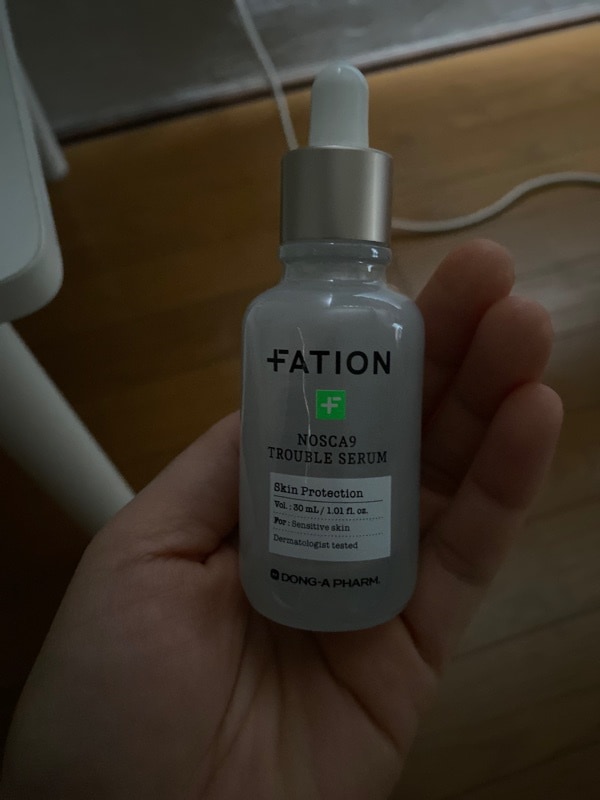 +FATION
+F
NOSCA9
TROUBLE SERUM
Skin Protection
Vol. : 30 mL / 1.01 fl. oz.
For : Sensitive skin
Dermatologist tested
DONG-A PHARM.